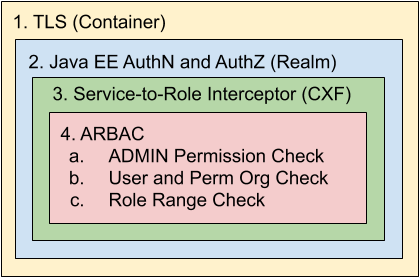 1. TLS (Container)
2. Java EE AuthN and AuthZ (Realm)
3. Service-to-Role Interceptor (CXF)
4. ARBAC
a. ADMIN Permission Check
b. User and Perm Org Check
c. Role Range Check